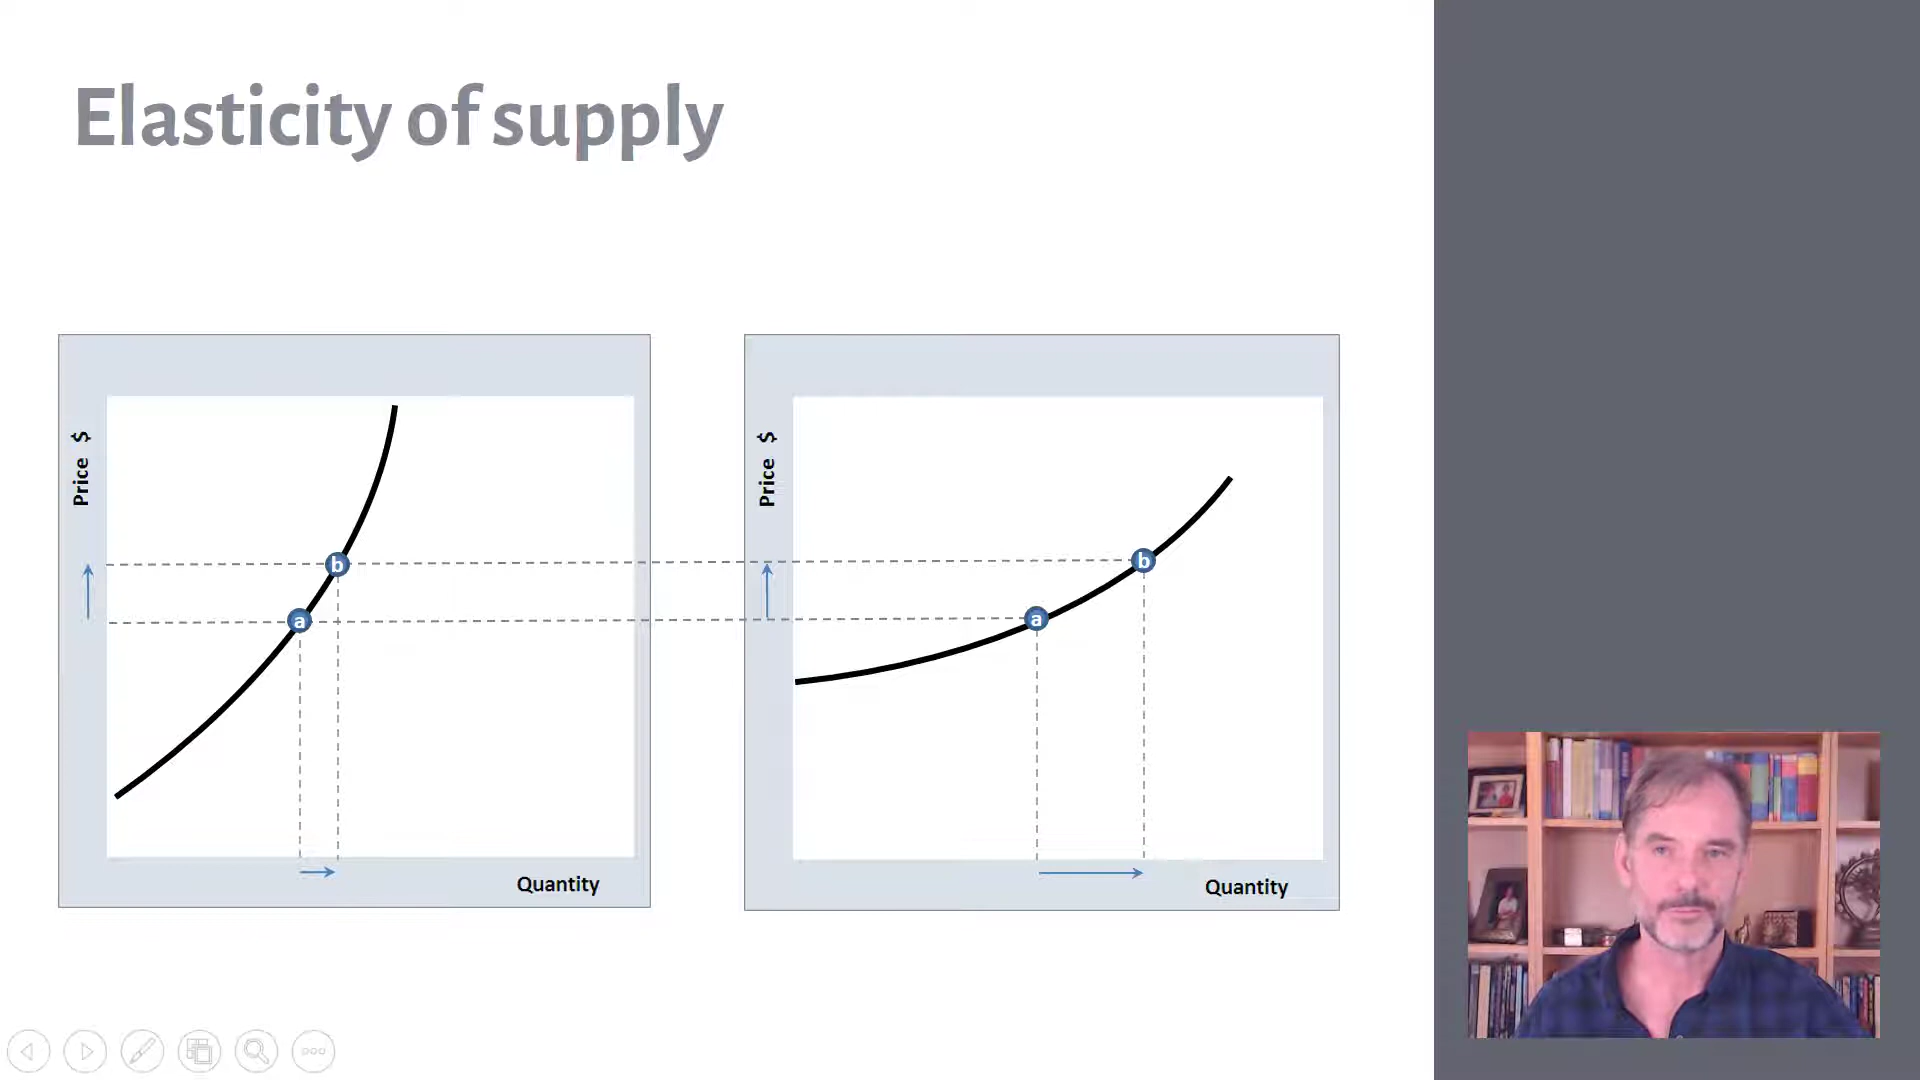 Elasticity of supply
Price $
b
a
Quantity
Price $
b
a
Quantity